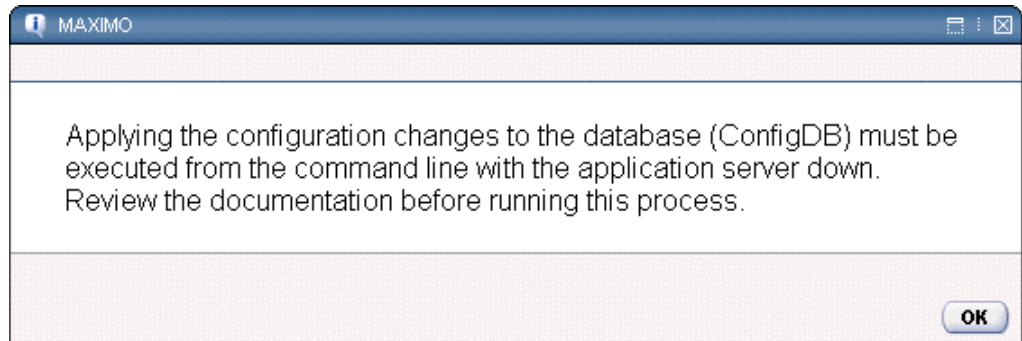 MAXIMO
Applying the configuration changes to the database (ConfigDB) must be
executed from the command line with the application server down.
Review the documentation before running this process.
OK